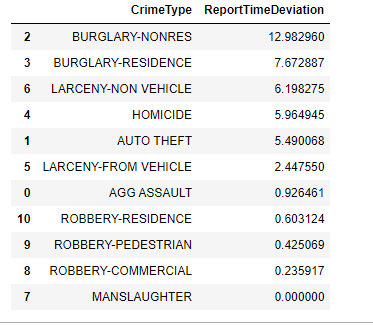 CrimeType ReportTimeDeviation
2 BURGLARY-NONRES 12.982960
3 BURGLARY-RESIDENCE 7.672887
6 LARCENY-NON VEHICLE 6.198275
4 HOMICIDE 5.964945
1 AUTO THEFT 5.490068
5 LARCENY-FROM VEHICLE 2.447550
0 AGG ASSAULT 0.926461
10 ROBBERY-RESIDENCE 0.603124
9 ROBBERY-PEDESTRIAN 0.425069
8 ROBBERY-COMMERCIAL 0.235917
7 MANSLAUGHTER 0.000000